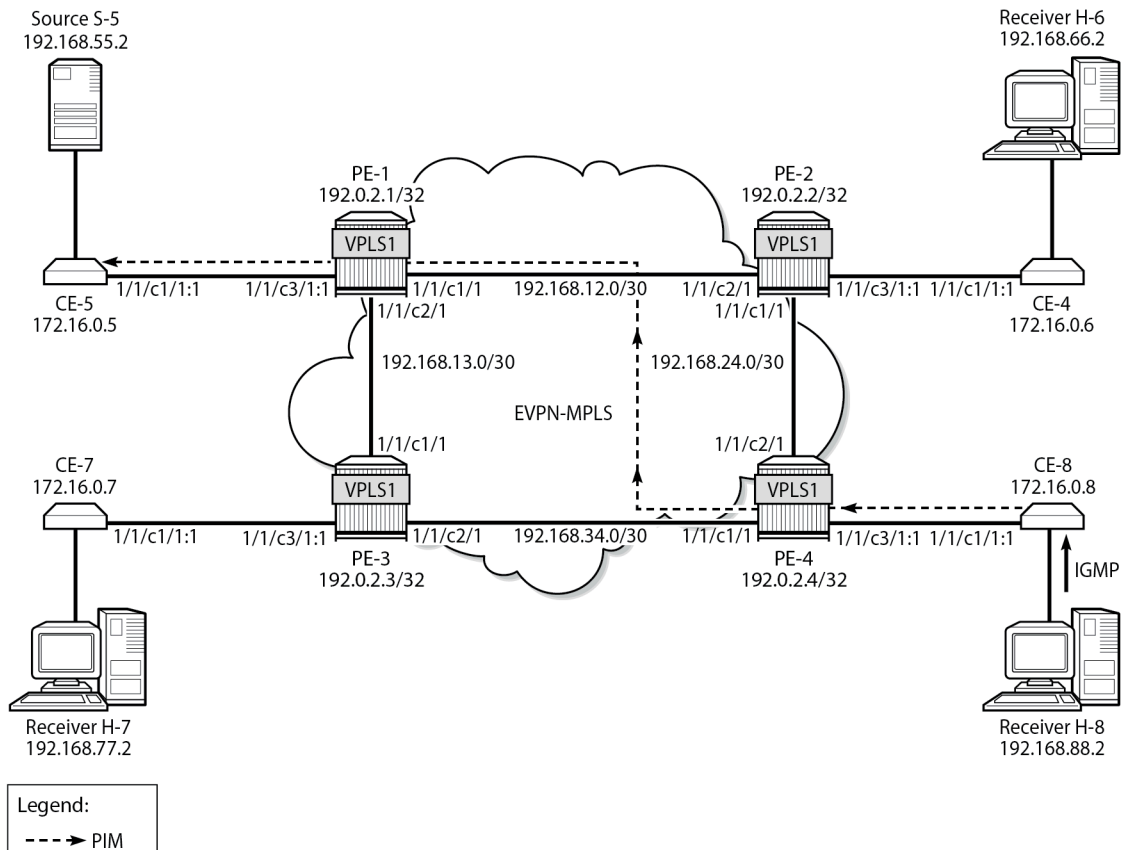 Source S-5
192.168.55.2
Receiver H-6
192.168.66.2
PE-1
192.0.2.1/32
PE-2
192.0.2.2/32
VPLS1
VPLS1
1/1/c1/1:1
1/1/c3/1:1
1/1/c1/1
192.168.12.0/30
1/1/c2/1
1/1/c3/1:1
1/1/c1/1:1
CE-5
172.16.0.5
1/1/c2/1
1/1/c1/1
CE-4
172.16.0.6
192.168.13.0/30
192.168.24.0/30
EVPN-MPLS
1/1/c1/1
1/1/c2/1
CE-7
172.16.0.7
CE-8
172.16.0.8
VPLS1
VPLS1
1/1/c1/1:1
1/1/c3/1:1
1/1/c2/1
192.168.34.0/30
1/1/c1/1
1/1/c3/1:1
1/1/c1/1:1
PE-3
192.0.2.3/32
PE-4
192.0.2.4/32
IGMP
Receiver H-7
192.168.77.2
Receiver H-8
192.168.88.2
Legend:
PIM